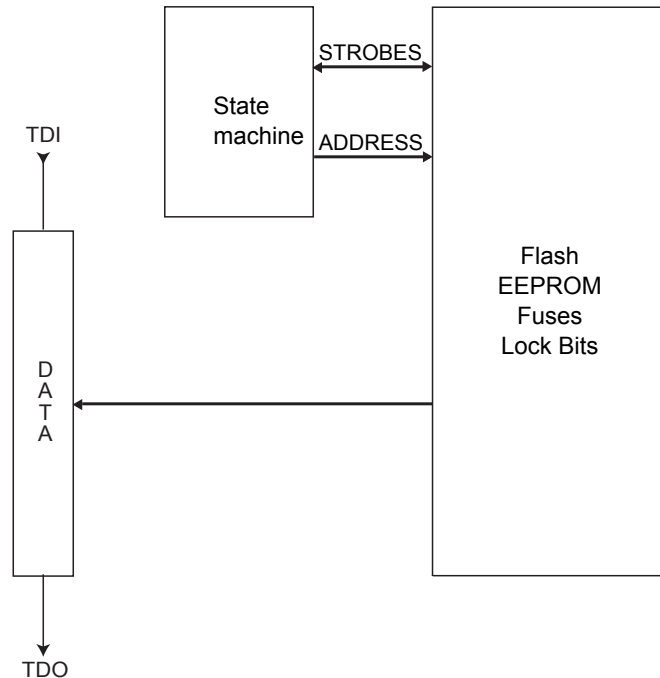 STROBES
State
machine
ADDRESS
TDI
D
A
T
A
Flash
EEPROM
Fuses
Lock Bits
TDO